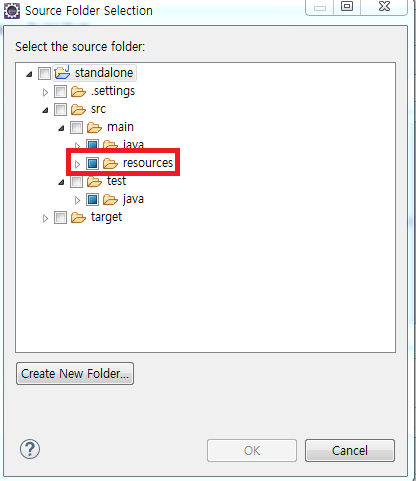 Source Folder Selection
Select the source folder:
standalone
.settings
src
main
java
resources
test
java
target
Create New Folder...
?
OK
Cancel